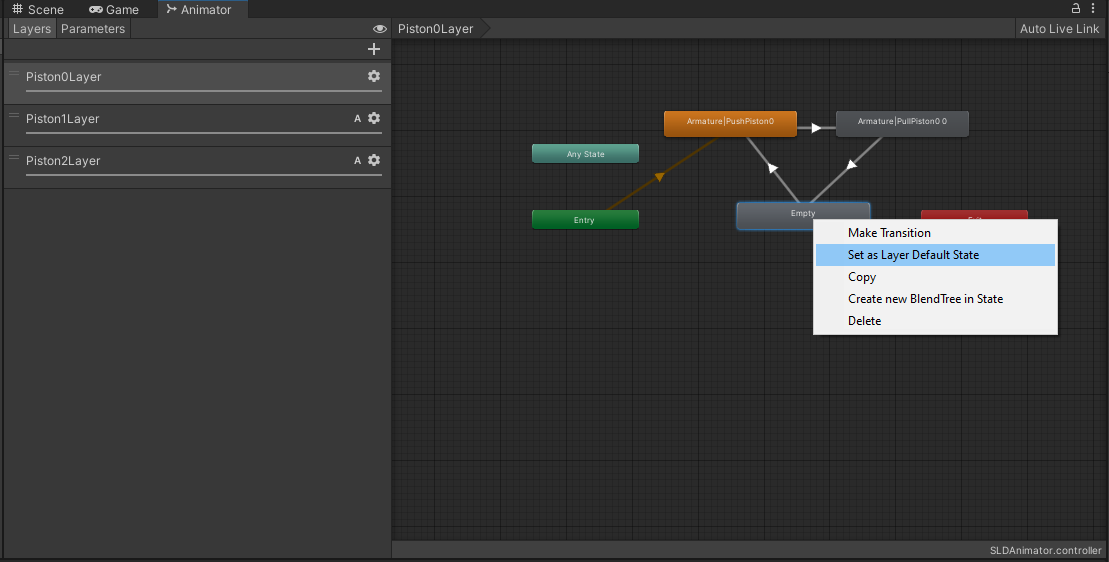 Scene Game Animator
Layers Parameters Piston0Layer Auto Live Link
Piston0Layer
Piston1Layer A
Piston2Layer A
Armature|PushPiston0 Armature|PullPiston0 0
Any State
Entry Empty
Make Transition
Set as Layer Default State
Copy
Create new BlendTree in State
Delete
SLDAnimator.controller